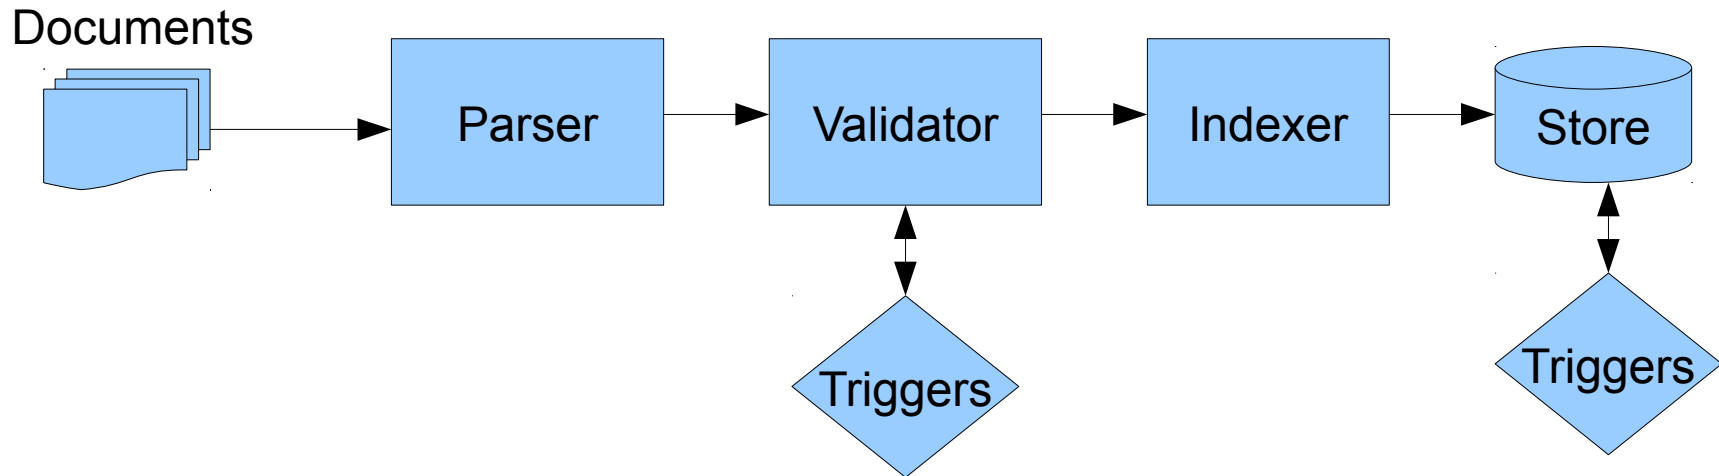 Documents
Parser
Validator
Indexer
Store
Triggers
Triggers